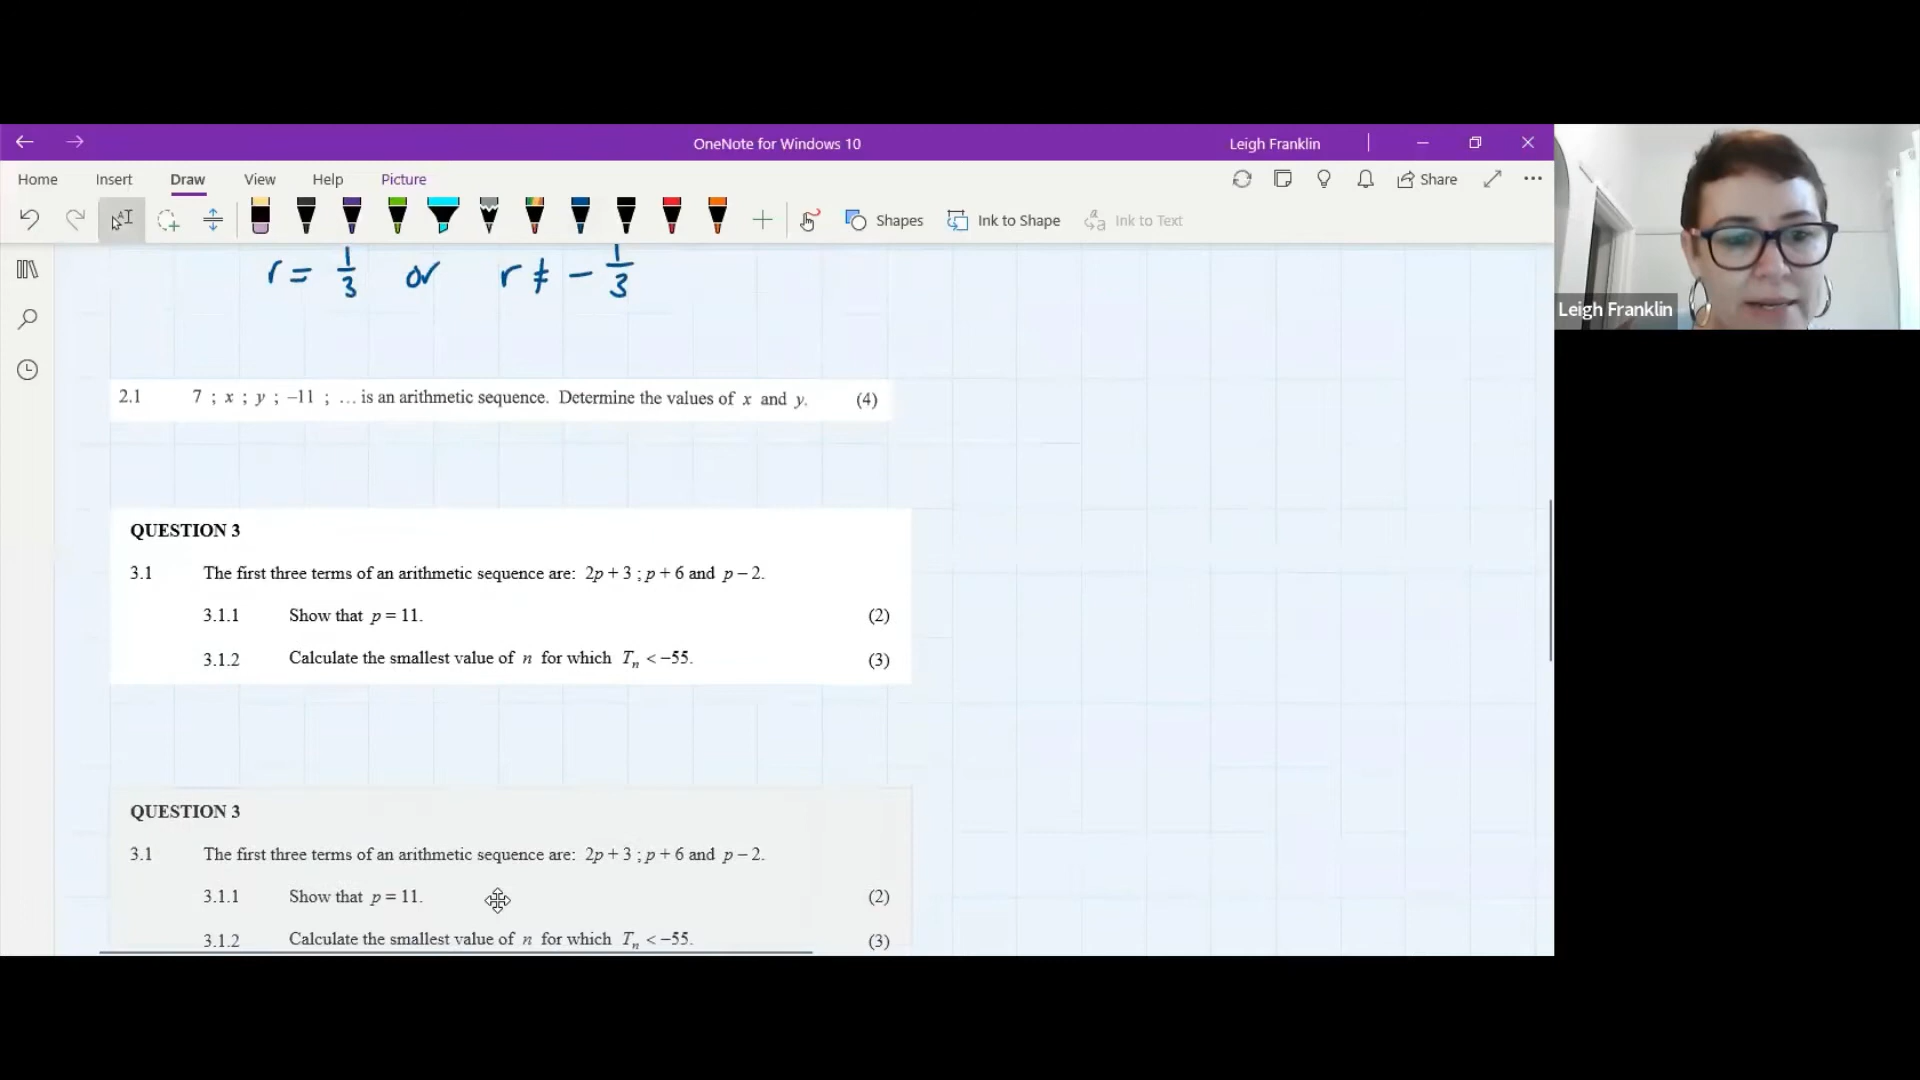 OneNote for Windows 10
Leigh Franklin
Home Insert Draw View Help Picture
Share
Shapes Ink to Shape Ink to Text
r = 1/3 or r ≠ - 1/3
Leigh Franklin
2.1 7 ; x ; y ; −11 ; … is an arithmetic sequence. Determine the values of x and y. (4)
QUESTION 3
3.1 The first three terms of an arithmetic sequence are: 2p + 3 ; p + 6 and p − 2.
3.1.1 Show that p = 11. (2)
3.1.2 Calculate the smallest value of n for which Tn < −55. (3)
QUESTION 3
3.1 The first three terms of an arithmetic sequence are: 2p + 3 ; p + 6 and p − 2.
3.1.1 Show that p = 11. (2)
3.1.2 Calculate the smallest value of n for which Tn < −55. (3)